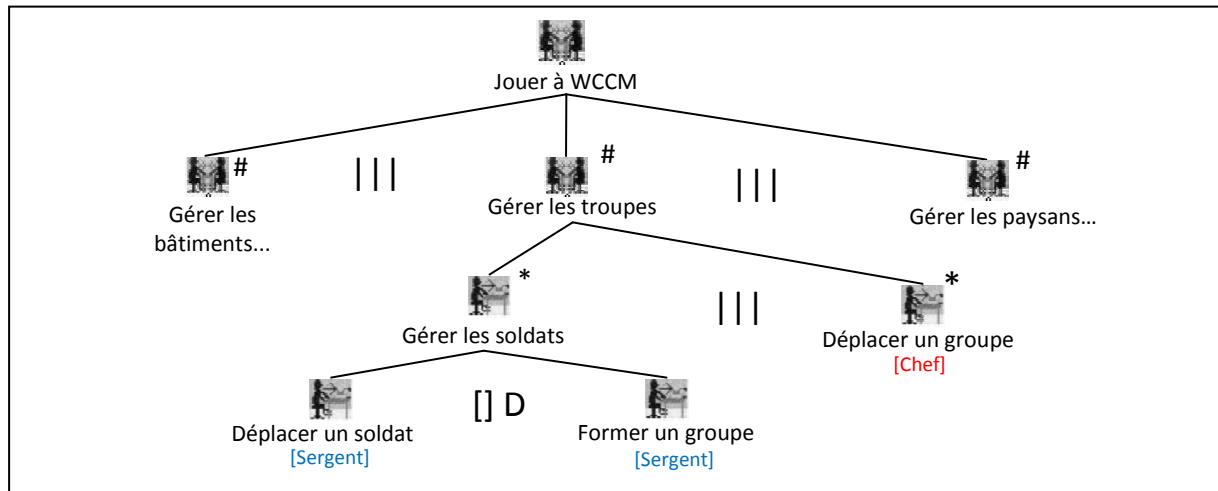 Jouer à WCCM
# ||| # ||| #
Gérer les
bâtiments...
Gérer les troupes
Gérer les paysans…
* ||| *
Gérer les soldats
Déplacer un groupe
[Chef]
[] D
Déplacer un soldat
[Sergent]
Former un groupe
[Sergent]